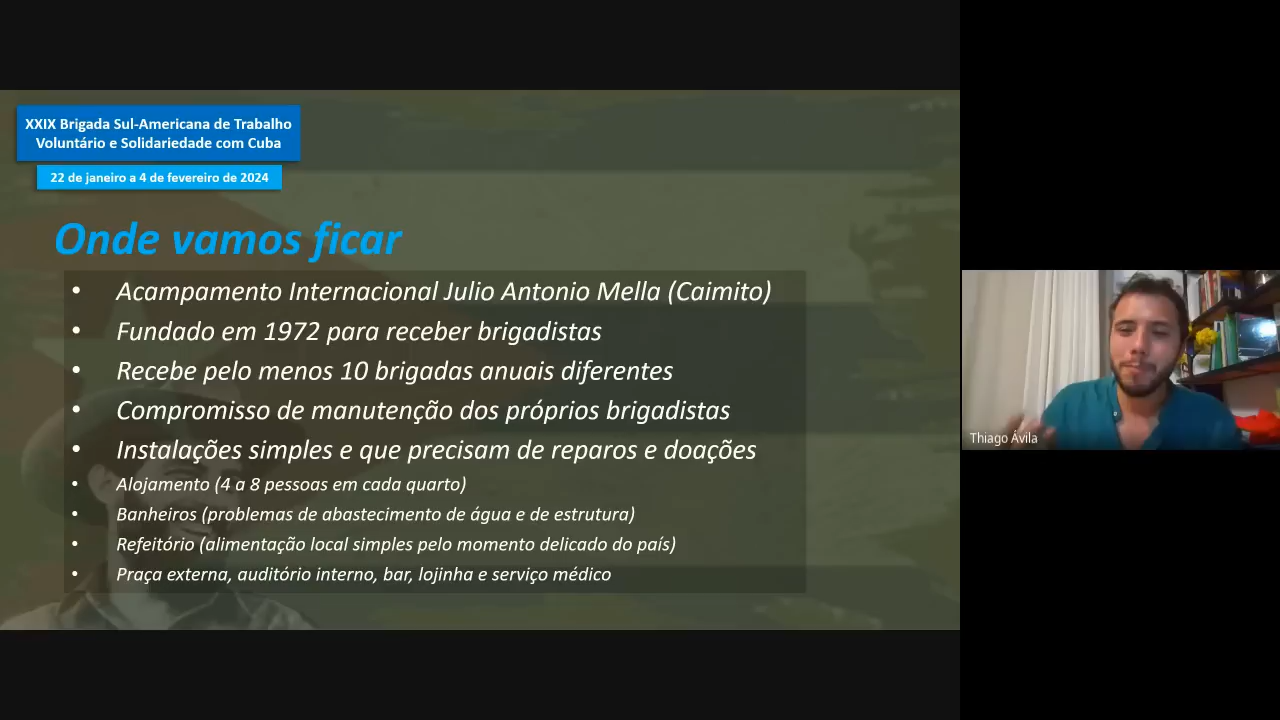 XXIX Brigada Sul-Americana de Trabalho
Voluntário e Solidariedade com Cuba
22 de janeiro a 4 de fevereiro de 2024
Onde vamos ficar
• Acampamento Internacional Julio Antonio Mella (Caimito)
• Fundado em 1972 para receber brigadistas
• Recebe pelo menos 10 brigadas anuais diferentes
• Compromisso de manutenção dos próprios brigadistas
• Instalações simples e que precisam de reparos e doações
• Alojamento (4 a 8 pessoas em cada quarto)
• Banheiros (problemas de abastecimento de água e de estrutura)
• Refeitório (alimentação local simples pelo momento delicado do país)
• Praça externa, auditório interno, bar, lojinha e serviço médico
Thiago Ávila